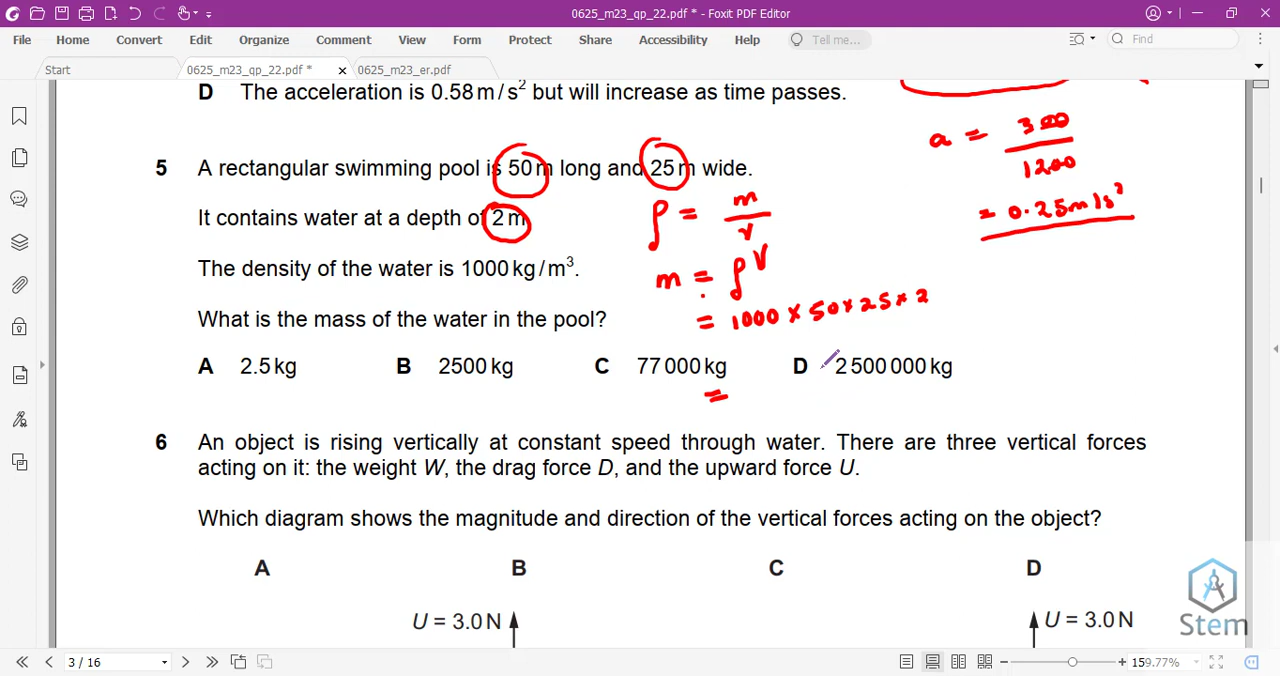 0625_m23_qp_22.pdf * - Foxit PDF Editor
File Home Convert Edit Organize Comment View Form Protect Share Accessibility Help Tell me... Find
Start 0625_m23_qp_22.pdf * 0625_m23_er.pdf
D The acceleration is 0.58 m/s² but will increase as time passes.
a = 300/1200
= 0.25 m/s²
5 A rectangular swimming pool is 50 m long and 25 m wide.
It contains water at a depth of 2 m
ρ = m/v
The density of the water is 1000 kg/m³.
m = ρV
What is the mass of the water in the pool?
= 1000 × 50 × 25 × 2
A 2.5 kg B 2500 kg C 77 000 kg D 2 500 000 kg
=
6 An object is rising vertically at constant speed through water. There are three vertical forces
acting on it: the weight W, the drag force D, and the upward force U.
Which diagram shows the magnitude and direction of the vertical forces acting on the object?
A B C D
U = 3.0 N U = 3.0 N
Stem
3 / 16 159.77%